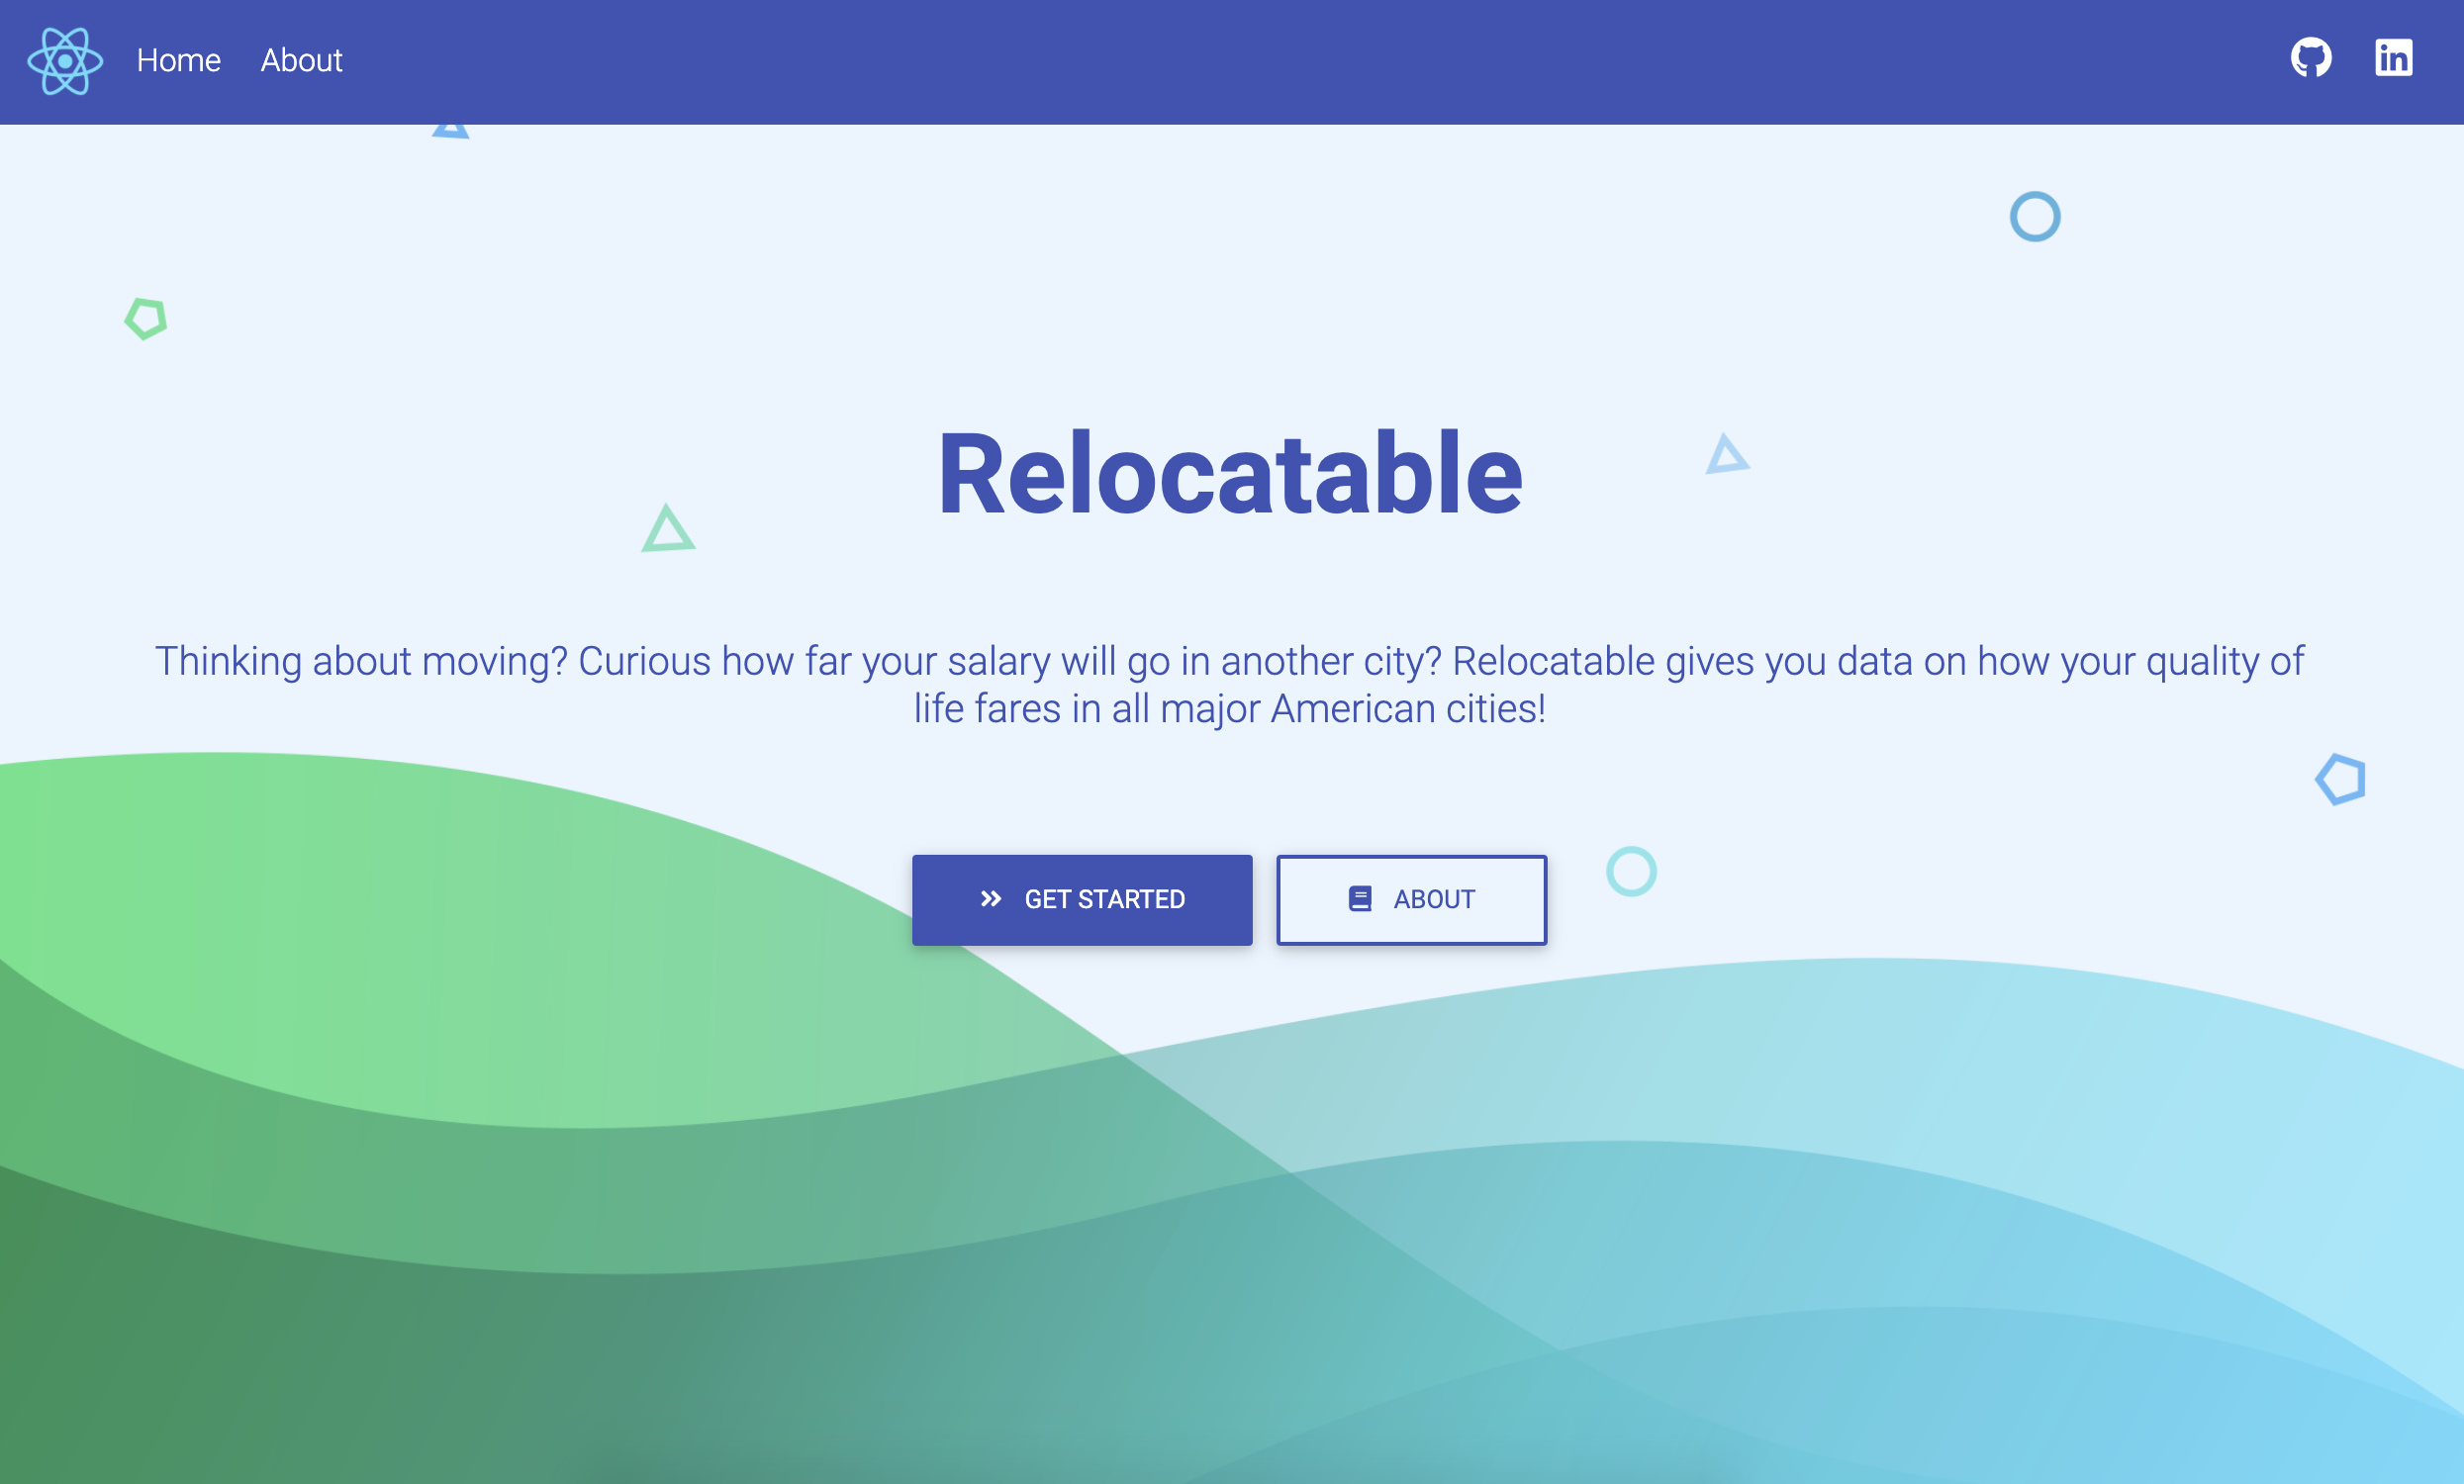 Home About
Relocatable
Thinking about moving? Curious how far your salary will go in another city? Relocatable gives you data on how your quality of
life fares in all major American cities!
GET STARTED ABOUT